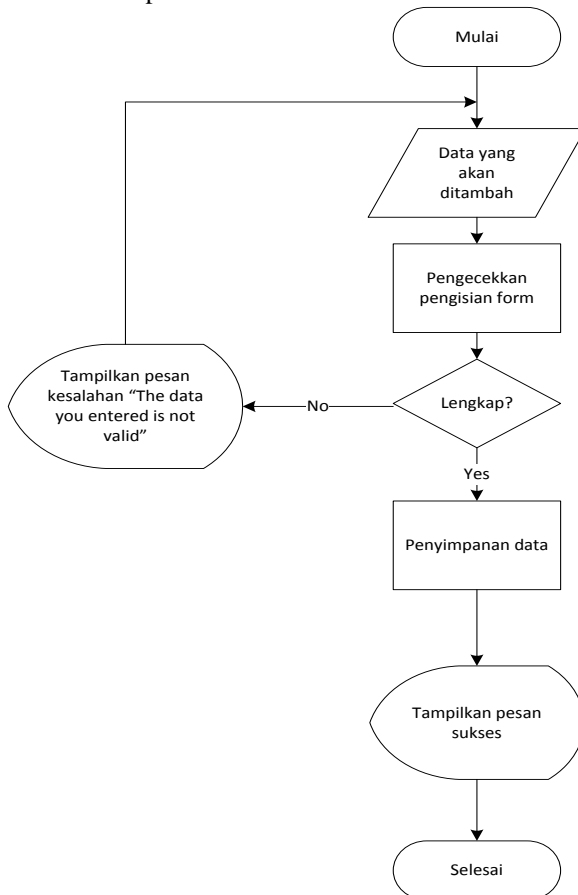 Mulai
Data yang
akan
ditambah
Pengecekkan
pengisian form
Tampilkan pesan
kesalahan “The data
you entered is not
valid”
No
Lengkap?
Yes
Penyimpanan data
Tampilkan pesan
sukses
Selesai